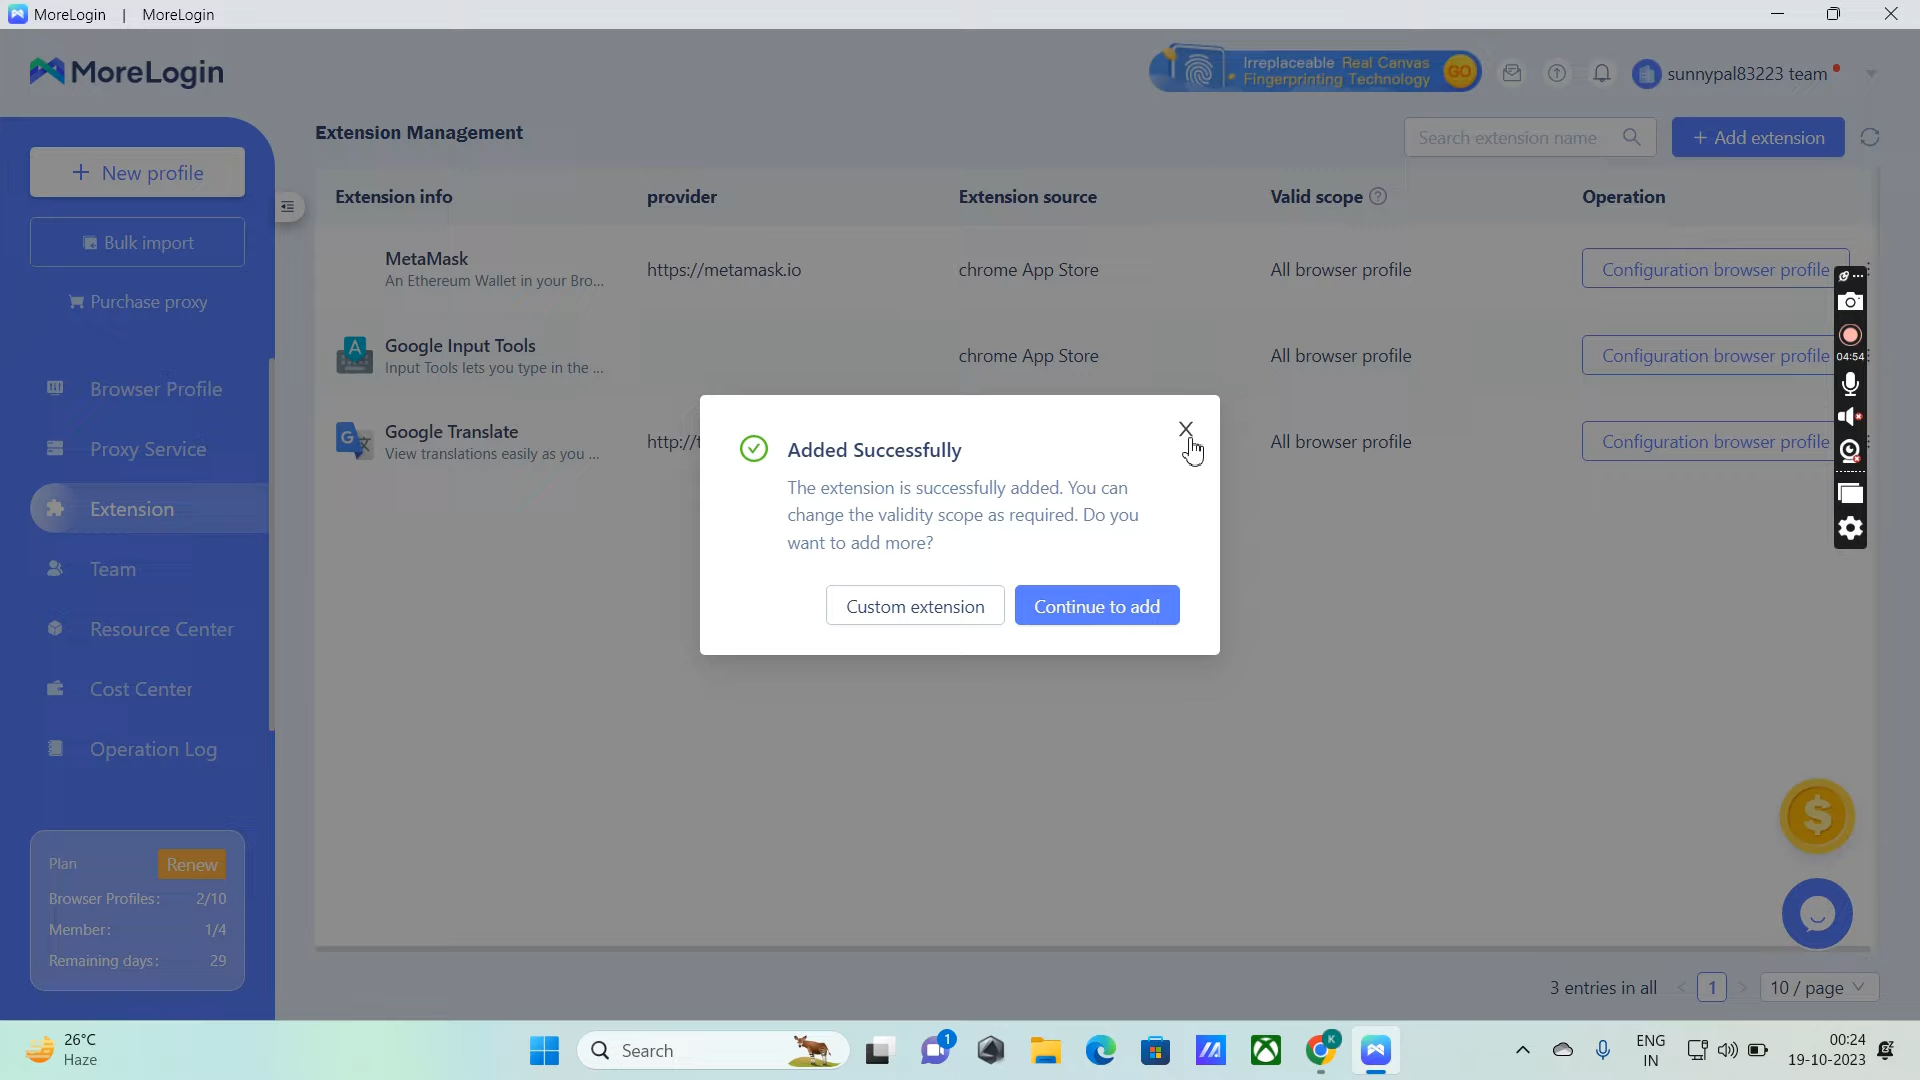 MoreLogin | MoreLogin
MoreLogin
Irreplaceable Real Canvas
Fingerprinting Technology
GO
sunnypal83223 team
Extension Management
Search extension name
+ Add extension
+ New profile
Bulk import
Purchase proxy
Browser Profile
Proxy Service
Extension
Team
Resource Center
Cost Center
Operation Log
Plan Renew
Browser Profiles: 2/10
Member: 1/4
Remaining days: 29
Extension info provider Extension source Valid scope ? Operation
MetaMask
An Ethereum Wallet in your Bro...
https://metamask.io chrome App Store All browser profile Configuration browser profile
Google Input Tools
Input Tools lets you type in the ...
chrome App Store All browser profile Configuration browser profile
Google Translate
View translations easily as you ...
http://t All browser profile Configuration browser profile
04:54
Added Successfully
The extension is successfully added. You can
change the validity scope as required. Do you
want to add more?
Custom extension Continue to add
3 entries in all < 1 > 10 / page
26°C
Haze
Search
1
K
ENG
IN
00:24
19-10-2023